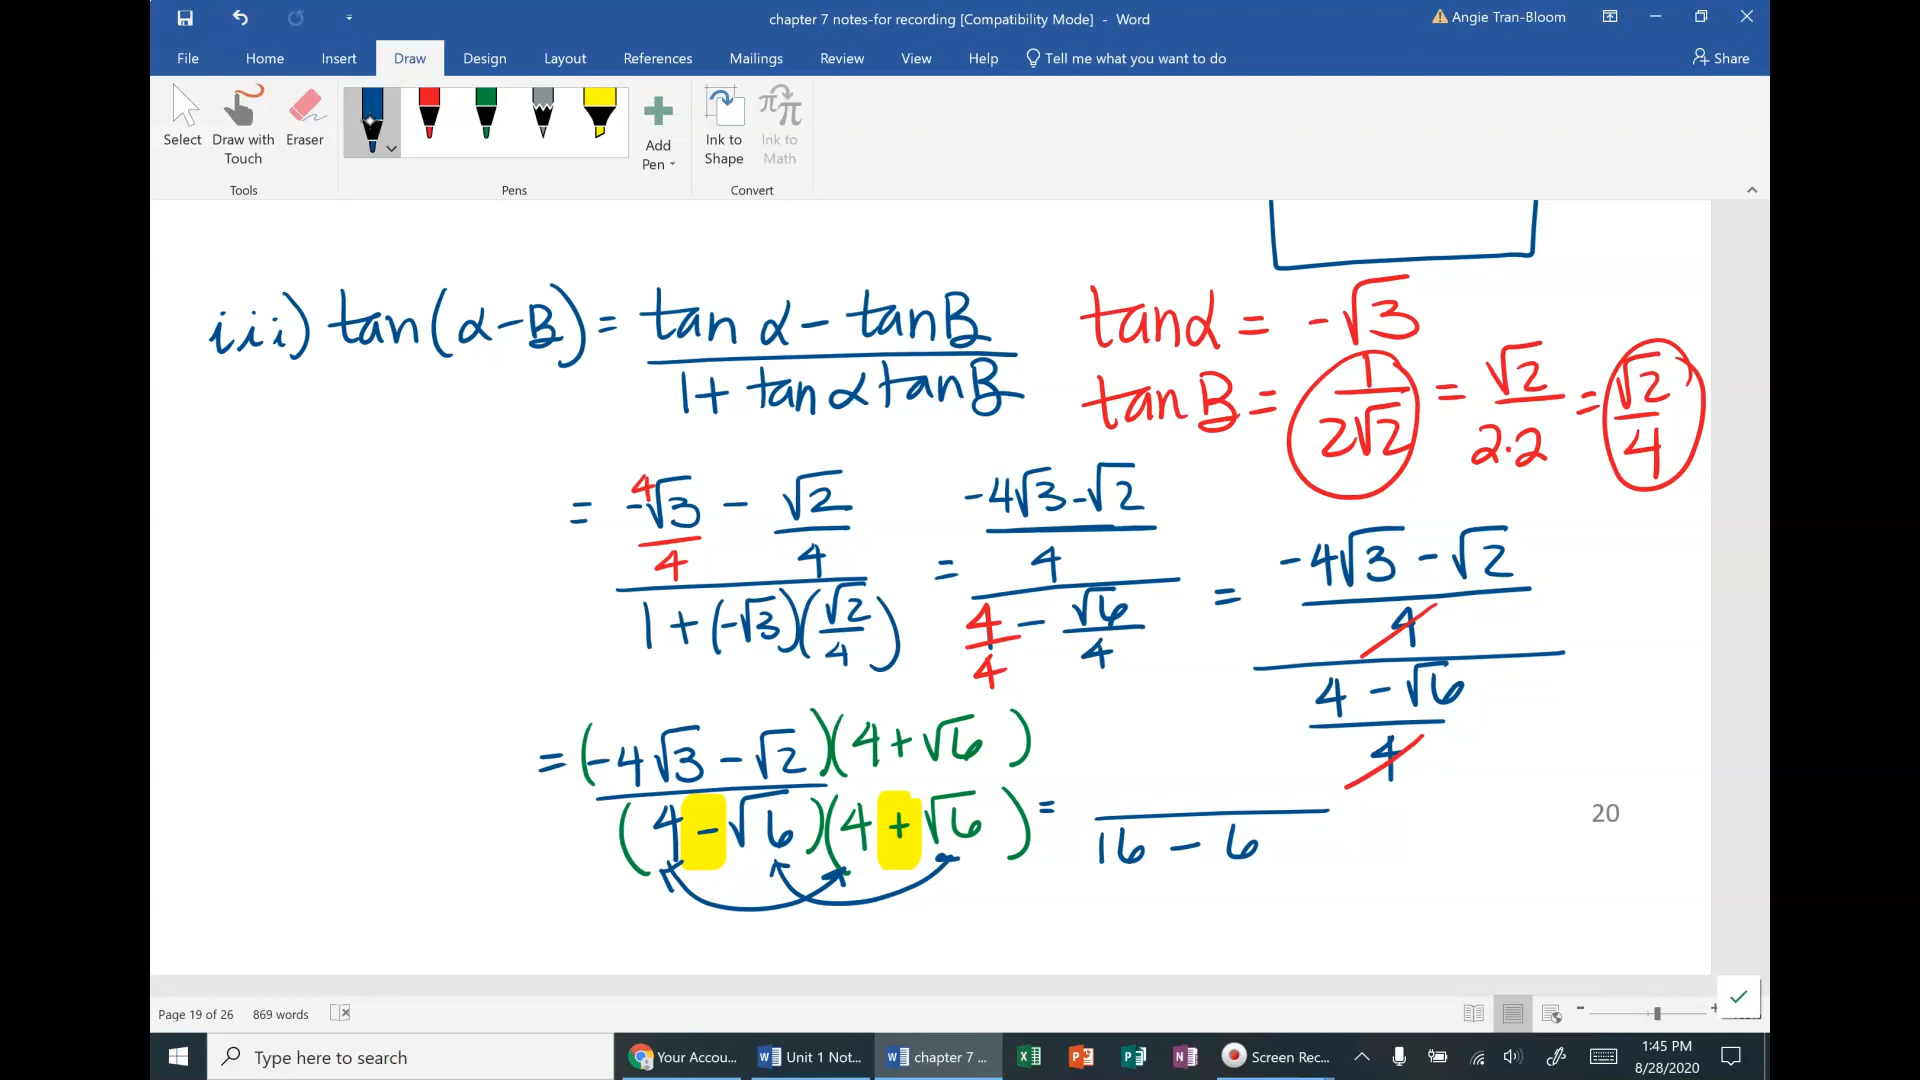 chapter 7 notes-for recording [Compatibility Mode] - Word
Angie Tran-Bloom
File Home Insert Draw Design Layout References Mailings Review View Help Tell me what you want to do Share
Select Draw with Touch Eraser Add Pen Ink to Shape Ink to Math
Tools Pens Convert
iii) tan(α-B) = (tan α - tan B)/(1 + tan α tan B)
tanα = -√3
tan B = 1/(2√2) = √2/(2·2) = √2/4
= (-4√3/4 - √2/4)/(1+(-√3)(√2/4)) = ((-4√3-√2)/4)/(4/4 - √6/4) = ((-4√3-√2)/4)/((4-√6)/4)
= (-4√3-√2)(4+√6)/(4-√6)(4+√6) = /(16 - 6)
20
Page 19 of 26 869 words
Type here to search Your Accou... Unit 1 Not... chapter 7 ... Screen Rec... 1:45 PM
8/28/2020